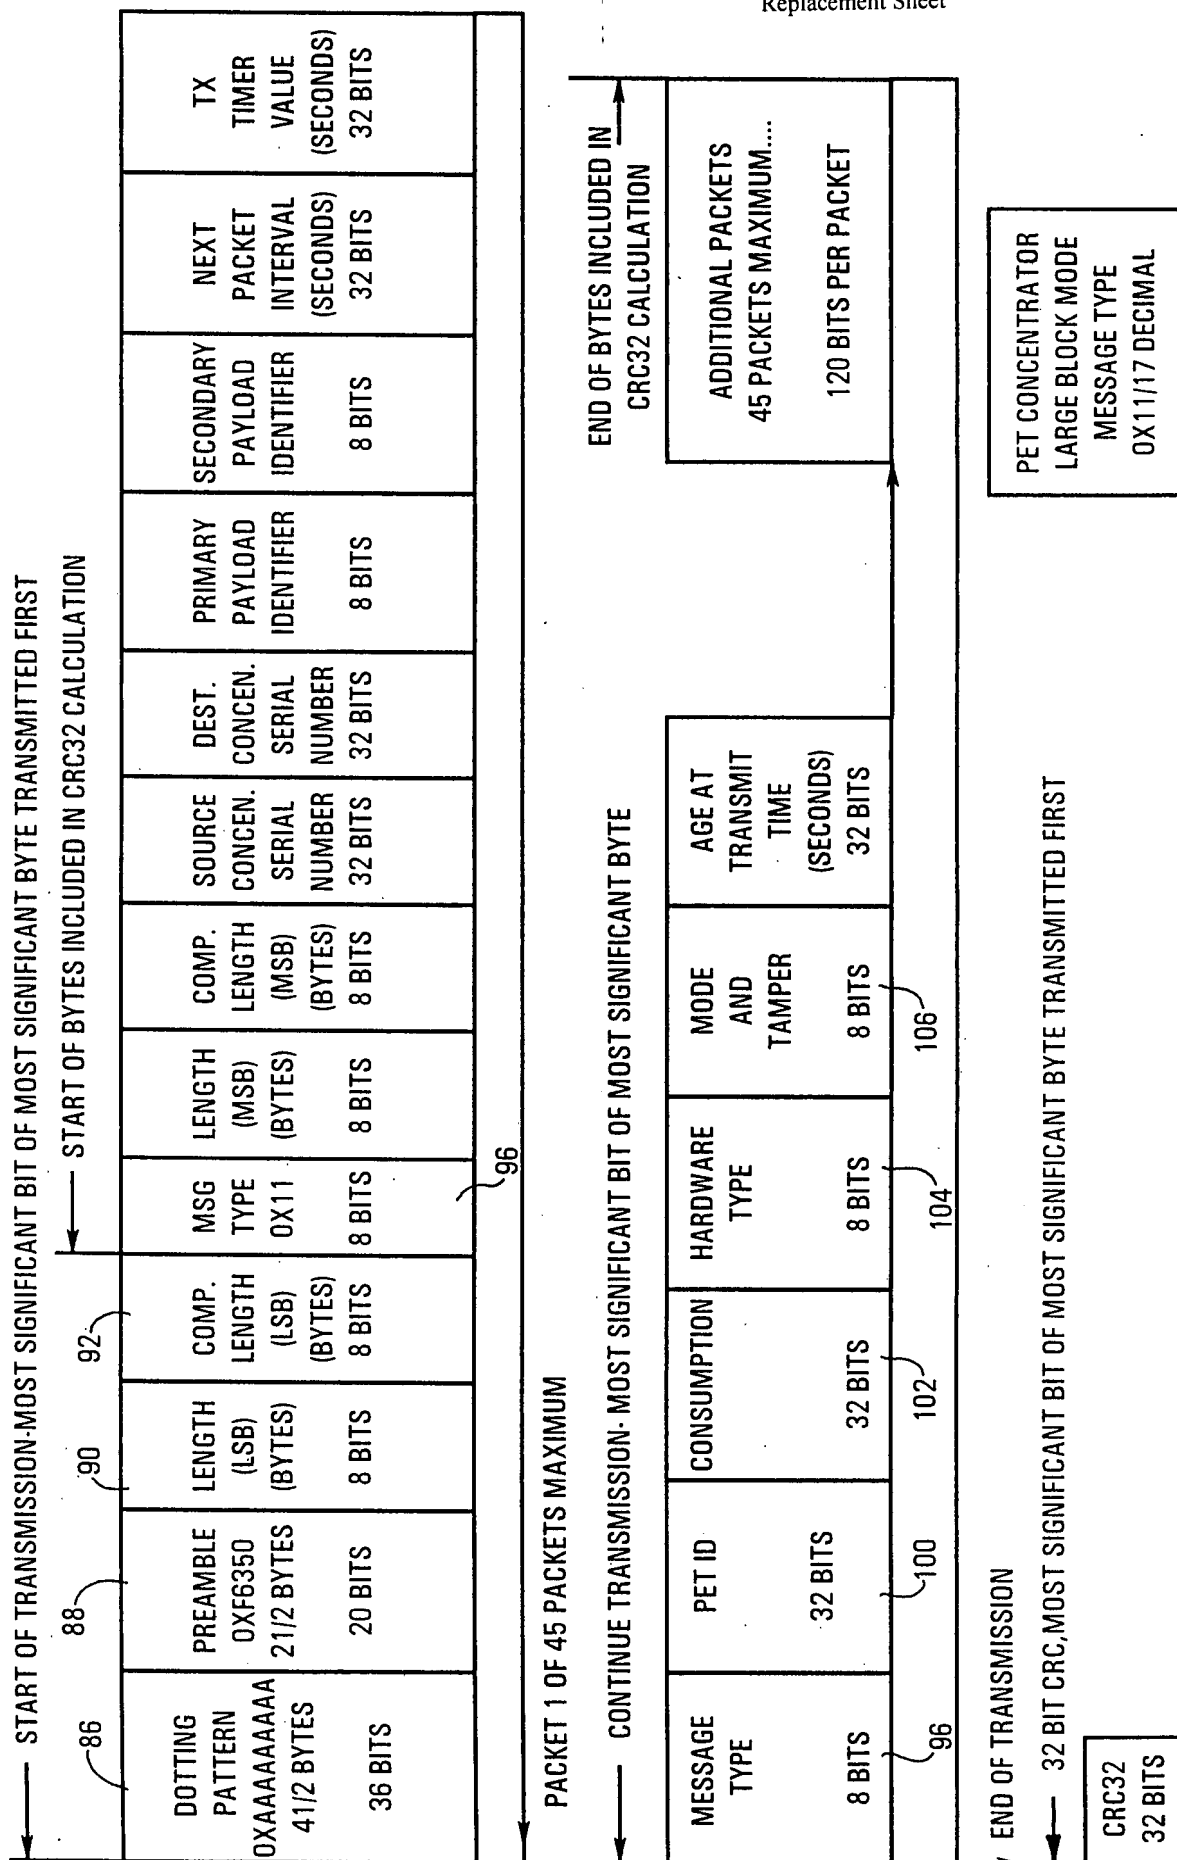 Replacement Sheet
START OF TRANSMISSION-MOST SIGNIFICANT BIT OF MOST SIGNIFICANT BYTE TRANSMITTED FIRST
START OF BYTES INCLUDED IN CRC32 CALCULATION
86
88
90
92
DOTTING
PATTERN
0XAAAAAAAAA
41/2 BYTES
36 BITS
PREAMBLE
0XF6350
21/2 BYTES
20 BITS
LENGTH
(LSB)
(BYTES)
8 BITS
COMP.
LENGTH
(LSB)
(BYTES)
8 BITS
MSG
TYPE
0X11
8 BITS
LENGTH
(MSB)
(BYTES)
8 BITS
COMP.
LENGTH
(MSB)
(BYTES)
8 BITS
SOURCE
CONCEN.
SERIAL
NUMBER
32 BITS
DEST.
CONCEN.
SERIAL
NUMBER
32 BITS
PRIMARY
PAYLOAD
IDENTIFIER
8 BITS
SECONDARY
PAYLOAD
IDENTIFIER
8 BITS
NEXT
PACKET
INTERVAL
(SECONDS)
32 BITS
TX
TIMER
VALUE
(SECONDS)
32 BITS
96
PACKET 1 OF 45 PACKETS MAXIMUM
CONTINUE TRANSMISSION- MOST SIGNIFICANT BIT OF MOST SIGNIFICANT BYTE
END OF BYTES INCLUDED IN
CRC32 CALCULATION
MESSAGE
TYPE
8 BITS
PET ID
32 BITS
CONSUMPTION
32 BITS
HARDWARE
TYPE
8 BITS
MODE
AND
TAMPER
8 BITS
AGE AT
TRANSMIT
TIME
(SECONDS)
32 BITS
ADDITIONAL PACKETS
45 PACKETS MAXIMUM....
120 BITS PER PACKET
96
100
102
104
106
END OF TRANSMISSION
32 BIT CRC,MOST SIGNIFICANT BIT OF MOST SIGNIFICANT BYTE TRANSMITTED FIRST
CRC32
32 BITS
PET CONCENTRATOR
LARGE BLOCK MODE
MESSAGE TYPE
0X11/17 DECIMAL